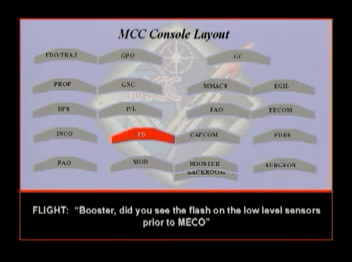 MCC Console Layout
FDO/TRAJ GPO GC
PROP GNC MMACS EGIL
DPS P/L FAO EECOM
INCO FD CAPCOM PDRS
PAO MOD BOOSTER SURGEON
BACKROOM
FLIGHT: "Booster, did you see the flash on the low level sensors
prior to MECO"